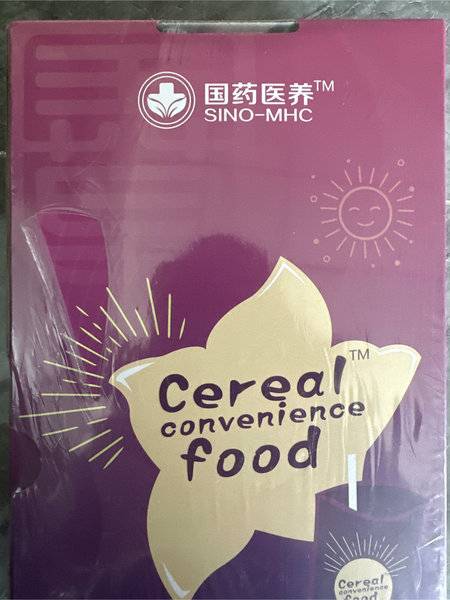 国药医养™
SINO-MHC
Cereal™
convenience
food
Cereal
convenience
food